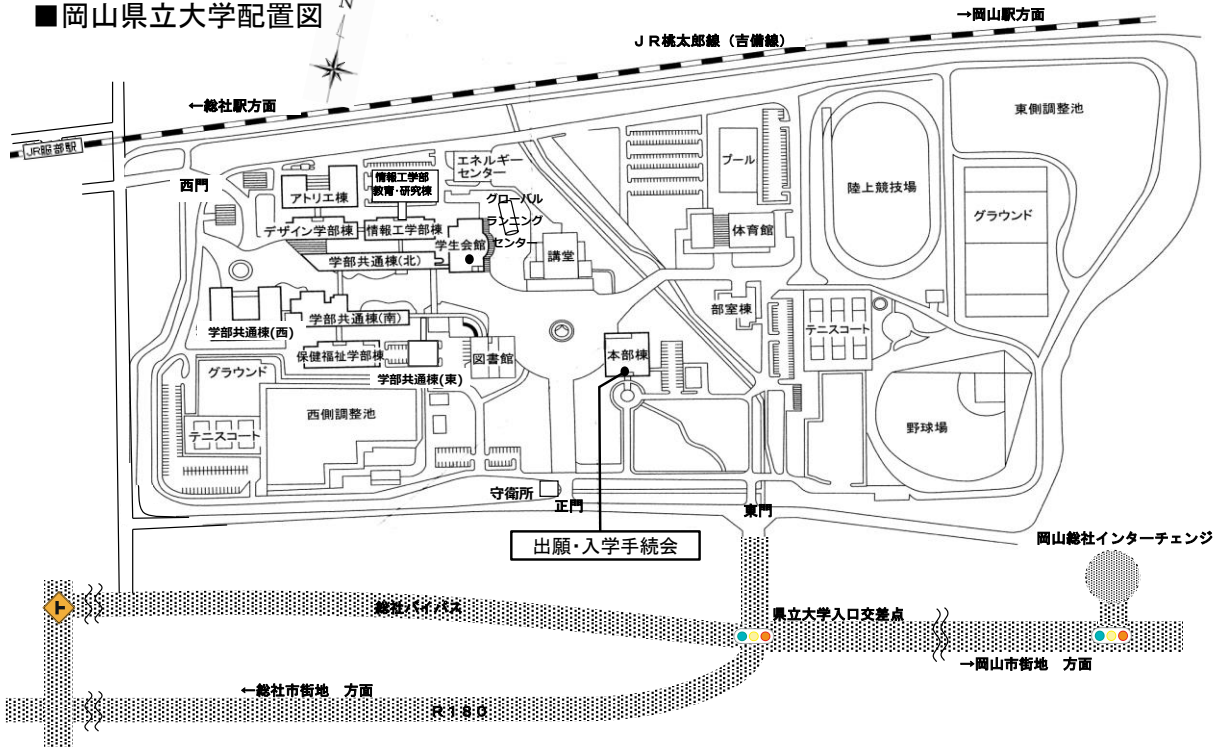 ■岡山県立大学配置図
N
→岡山駅方面
JR桃太郎線（吉備線）
←総社駅方面
JR服部駅
東側調整池
西門
アトリエ棟
情報工学部
教育・研究棟
エネルギー
センター
プール
陸上競技場
グローバル
ランニング
センター
グラウンド
デザイン学部棟
情報工学部棟
学生会館
体育館
講堂
学部共通棟(北)
部室棟
学部共通棟(西)
学部共通棟(南)
テニスコート
保健福祉学部棟
図書館
本部棟
グラウンド
学部共通棟(東)
西側調整池
テニスコート
野球場
守衛所
正門
東門
出願・入学手続会
岡山総社インターチェンジ
総社バイパス
県立大学入口交差点
→岡山市街地　方面
←総社市街地　方面
R180